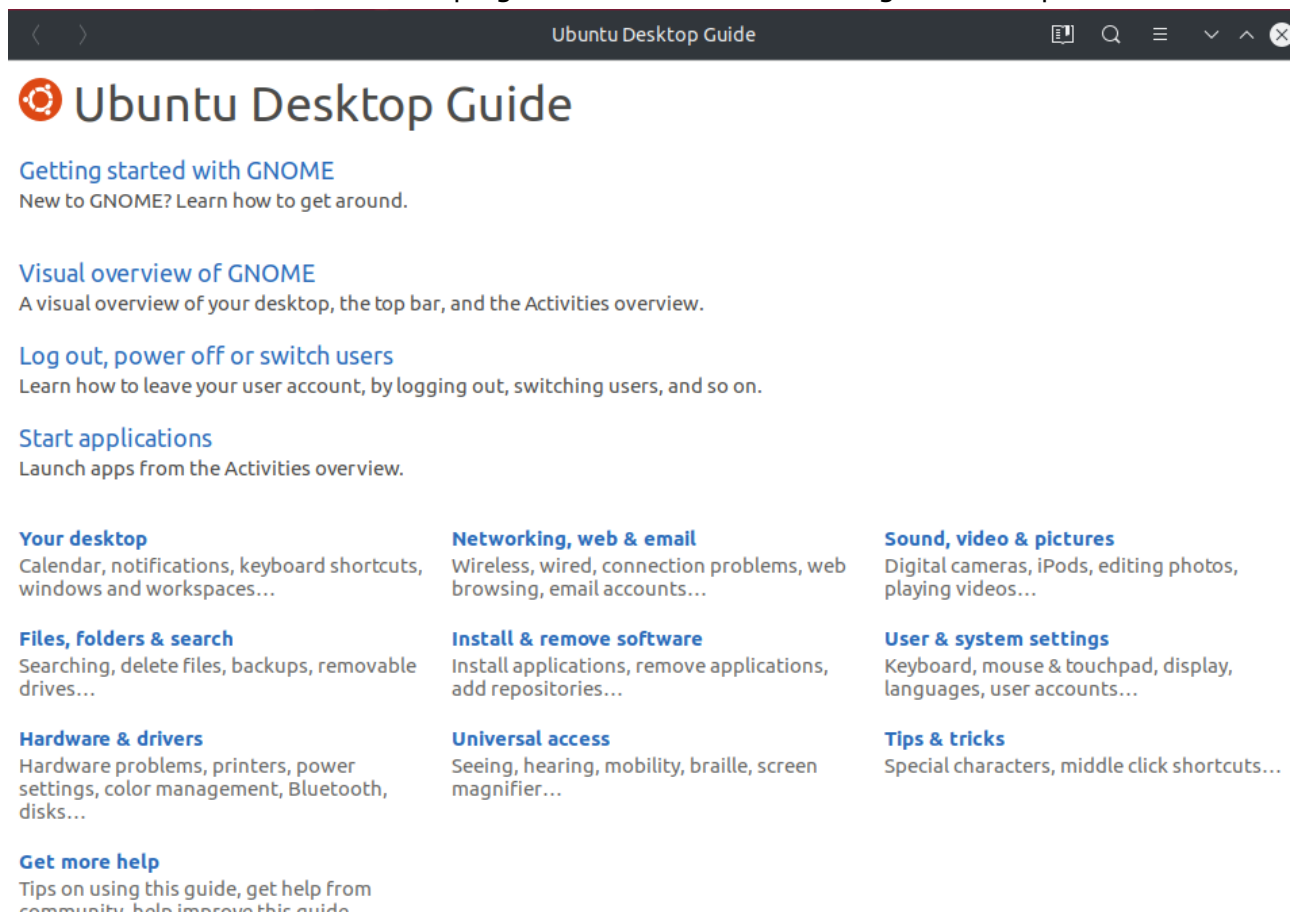 Ubuntu Desktop Guide
Ubuntu Desktop Guide
Getting started with GNOME
New to GNOME? Learn how to get around.
Visual overview of GNOME
A visual overview of your desktop, the top bar, and the Activities overview.
Log out, power off or switch users
Learn how to leave your user account, by logging out, switching users, and so on.
Start applications
Launch apps from the Activities overview.
Your desktop
Calendar, notifications, keyboard shortcuts,
windows and workspaces…
Networking, web & email
Wireless, wired, connection problems, web
browsing, email accounts…
Sound, video & pictures
Digital cameras, iPods, editing photos,
playing videos…
Files, folders & search
Searching, delete files, backups, removable
drives…
Install & remove software
Install applications, remove applications,
add repositories…
User & system settings
Keyboard, mouse & touchpad, display,
languages, user accounts…
Hardware & drivers
Hardware problems, printers, power
settings, color management, Bluetooth,
disks…
Universal access
Seeing, hearing, mobility, braille, screen
magnifier…
Tips & tricks
Special characters, middle click shortcuts…
Get more help
Tips on using this guide, get help from
community, help improve this guide